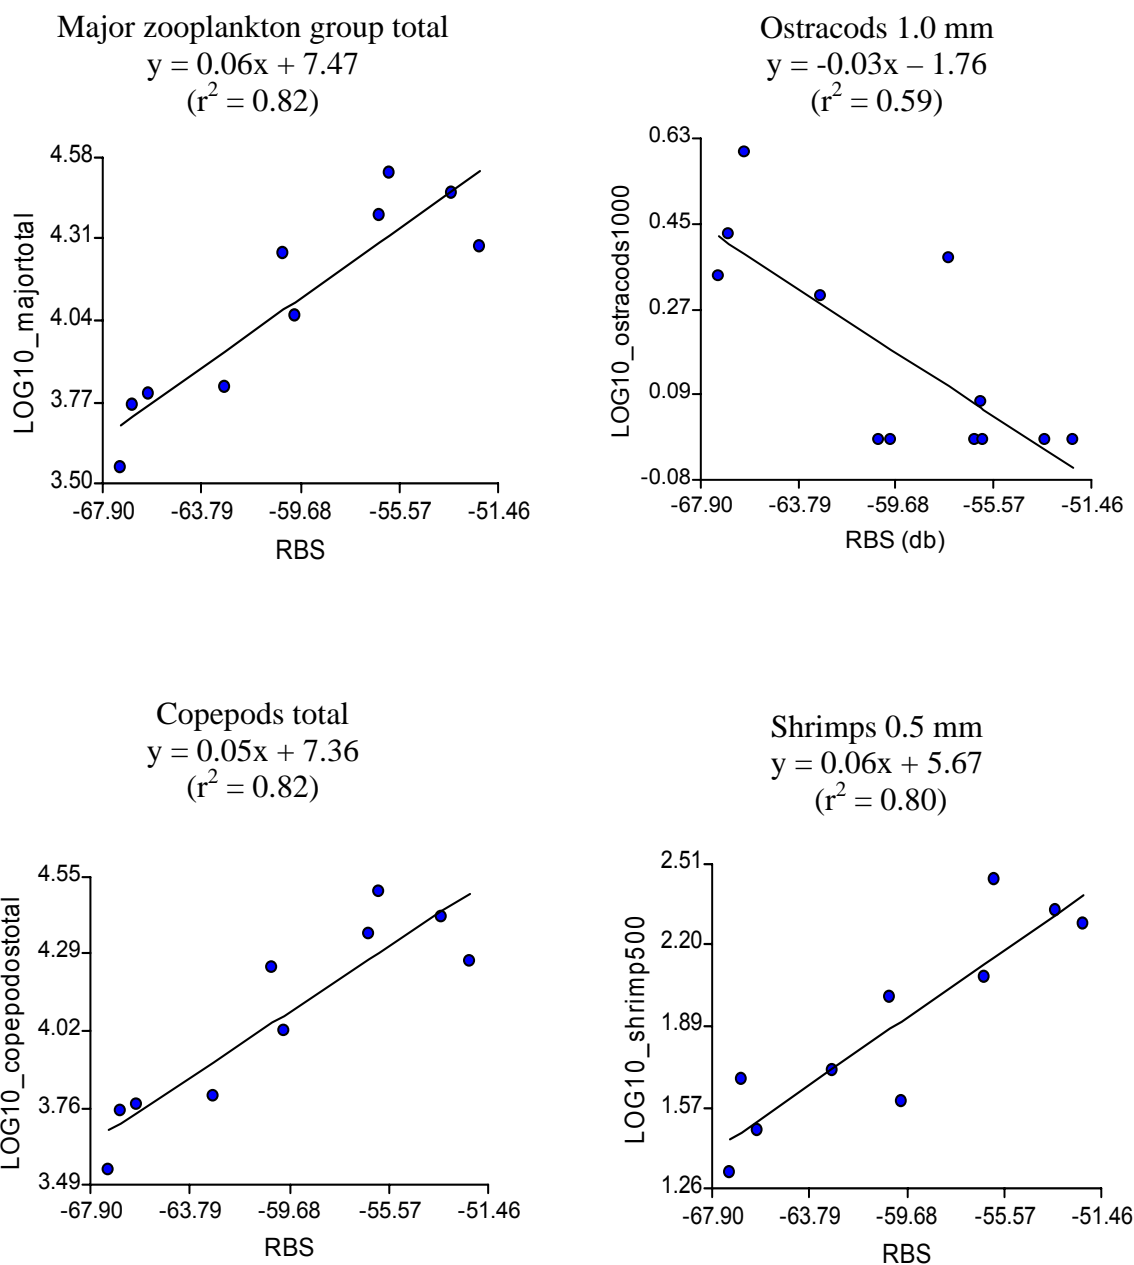 Major zooplankton group total
y = 0.06x + 7.47
(r² = 0.82)
4.58
4.31
4.04
3.77
3.50
LOG10_majortotal
-67.90 -63.79 -59.68 -55.57 -51.46
RBS
Ostracods 1.0 mm
y = -0.03x – 1.76
(r² = 0.59)
0.63
0.45
0.27
0.09
-0.08
LOG10_ostracods1000
-67.90 -63.79 -59.68 -55.57 -51.46
RBS (db)
Copepods total
y = 0.05x + 7.36
(r² = 0.82)
4.55
4.29
4.02
3.76
3.49
LOG10_copepodostotal
-67.90 -63.79 -59.68 -55.57 -51.46
RBS
Shrimps 0.5 mm
y = 0.06x + 5.67
(r² = 0.80)
2.51
2.20
1.89
1.57
1.26
LOG10_shrimp500
-67.90 -63.79 -59.68 -55.57 -51.46
RBS